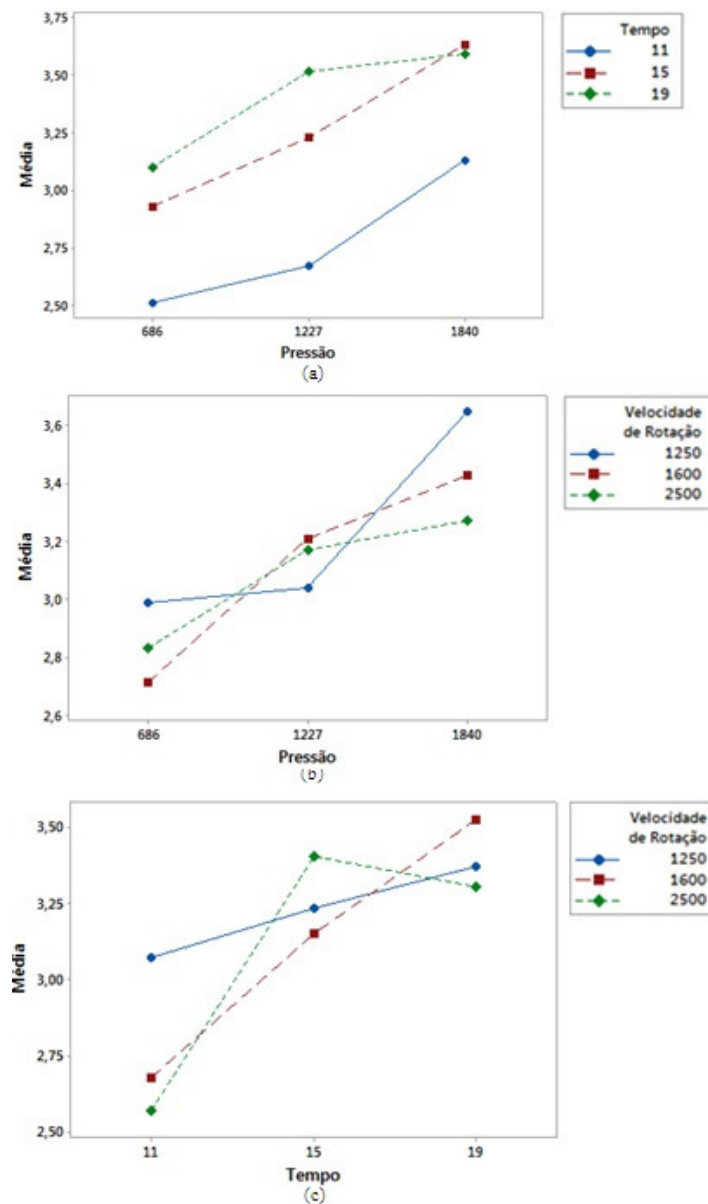 3,75
3,50
3,25
3,00
2,75
2,50
Média
686 1227 1840
Pressão
(a)
Tempo
11
15
19
3,6
3,4
3,2
3,0
2,8
2,6
Média
686 1227 1840
Pressão
(b)
Velocidade
de Rotação
1250
1600
2500
3,50
3,25
3,00
2,75
2,50
Média
11 15 19
Tempo
(c)
Velocidade
de Rotação
1250
1600
2500